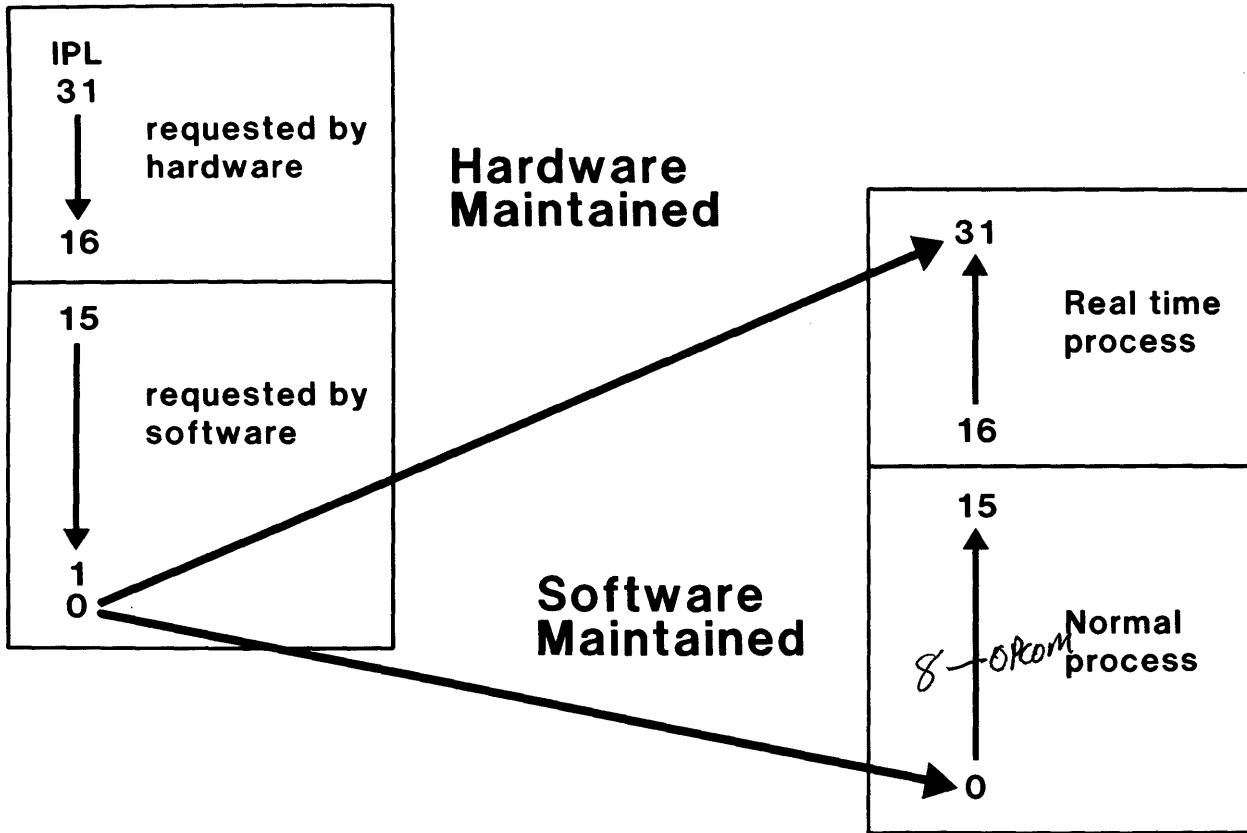 IPL
31
requested by
hardware
16
15
requested by
software
1
0
Hardware
Maintained
Software
Maintained
31
Real time
process
16
15
Normal
process
8 - OPCOM
0